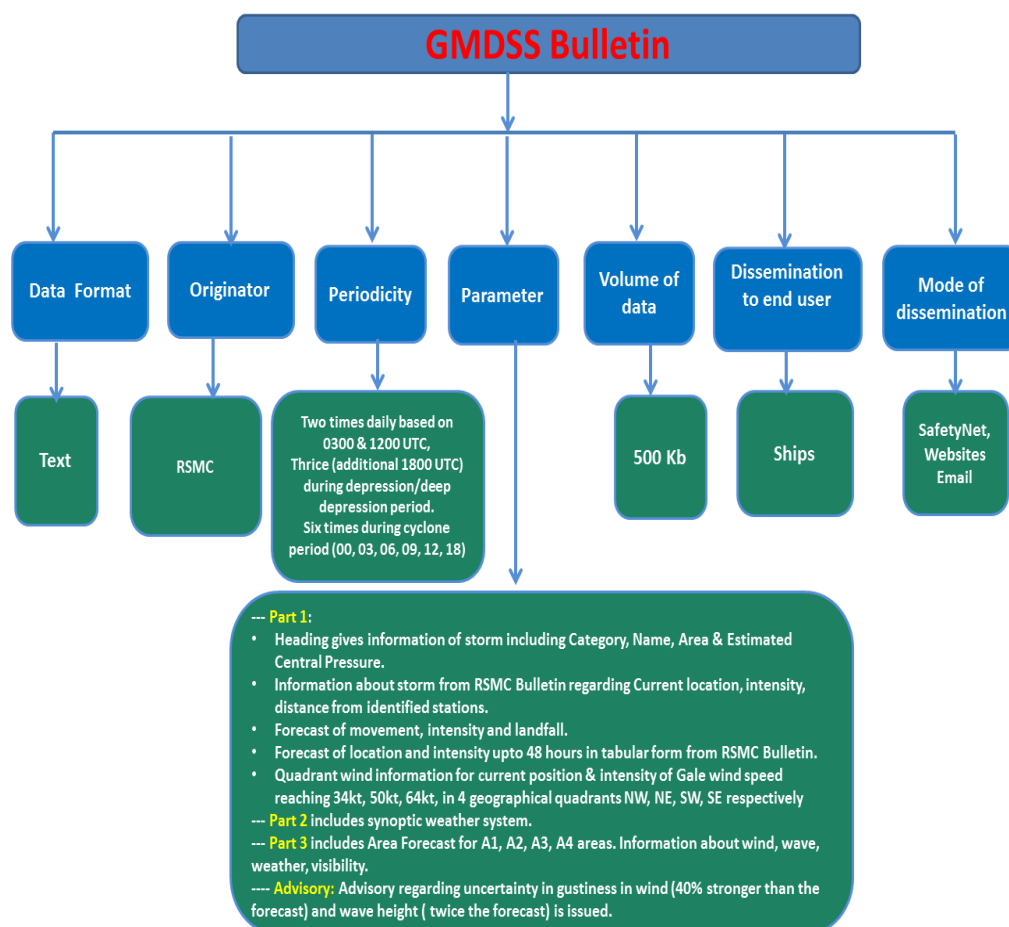 GMDSS Bulletin
Data Format
Originator
Periodicity
Parameter
Volume of
data
Dissemination
to end user
Mode of
dissemination
Text
RSMC
Two times daily based on
0300 & 1200 UTC,
Thrice (additional 1800 UTC)
during depression/deep
depression period.
Six times during cyclone
period (00, 03, 06, 09, 12, 18)
500 Kb
Ships
SafetyNet,
Websites
Email
--- Part 1:
• Heading gives information of storm including Category, Name, Area & Estimated
Central Pressure.
• Information about storm from RSMC Bulletin regarding Current location, intensity,
distance from identified stations.
• Forecast of movement, intensity and landfall.
• Forecast of location and intensity upto 48 hours in tabular form from RSMC Bulletin.
• Quadrant wind information for current position & intensity of Gale wind speed
reaching 34kt, 50kt, 64kt, in 4 geographical quadrants NW, NE, SW, SE respectively
--- Part 2 includes synoptic weather system.
--- Part 3 includes Area Forecast for A1, A2, A3, A4 areas. Information about wind, wave,
weather, visibility.
---- Advisory: Advisory regarding uncertainty in gustiness in wind (40% stronger than the
forecast) and wave height ( twice the forecast) is issued.